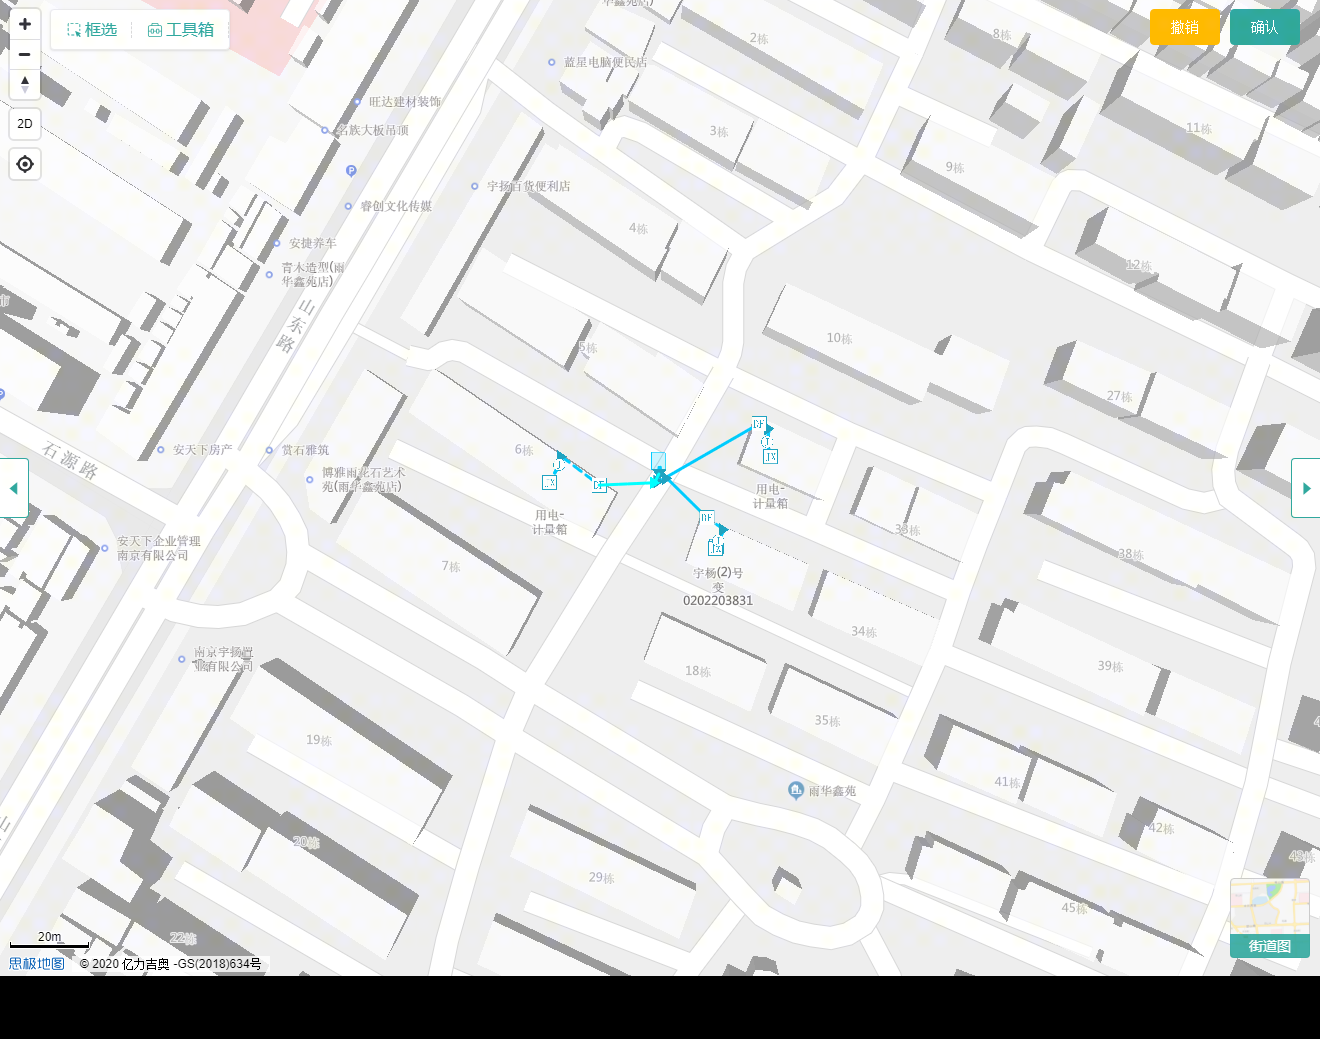 框选
工具箱
撤销
确认
2D
蓝星电脑便民店
旺达建材装饰
名族大板吊顶
宇扬百货便利店
睿创文化传媒
安捷养车
青木造型(雨
华鑫苑店)
山东路
石源路
安天下房产
赏石雅筑
博雅雨花石艺术
苑(雨华鑫苑店)
安天下企业管理
南京有限公司
南京宇扬置
业有限公司
2栋
3栋
4栋
5栋
6栋
7栋
8栋
9栋
10栋
11栋
12栋
27栋
33栋
38栋
34栋
39栋
18栋
35栋
19栋
41栋
42栋
20栋
29栋
45栋
22栋
用电-
计量箱
用电-
计量箱
宇杨(2)号
变
0202203831
雨华鑫苑
20m
思极地图
© 2020 亿力吉奥 -GS(2018)634号
街道图